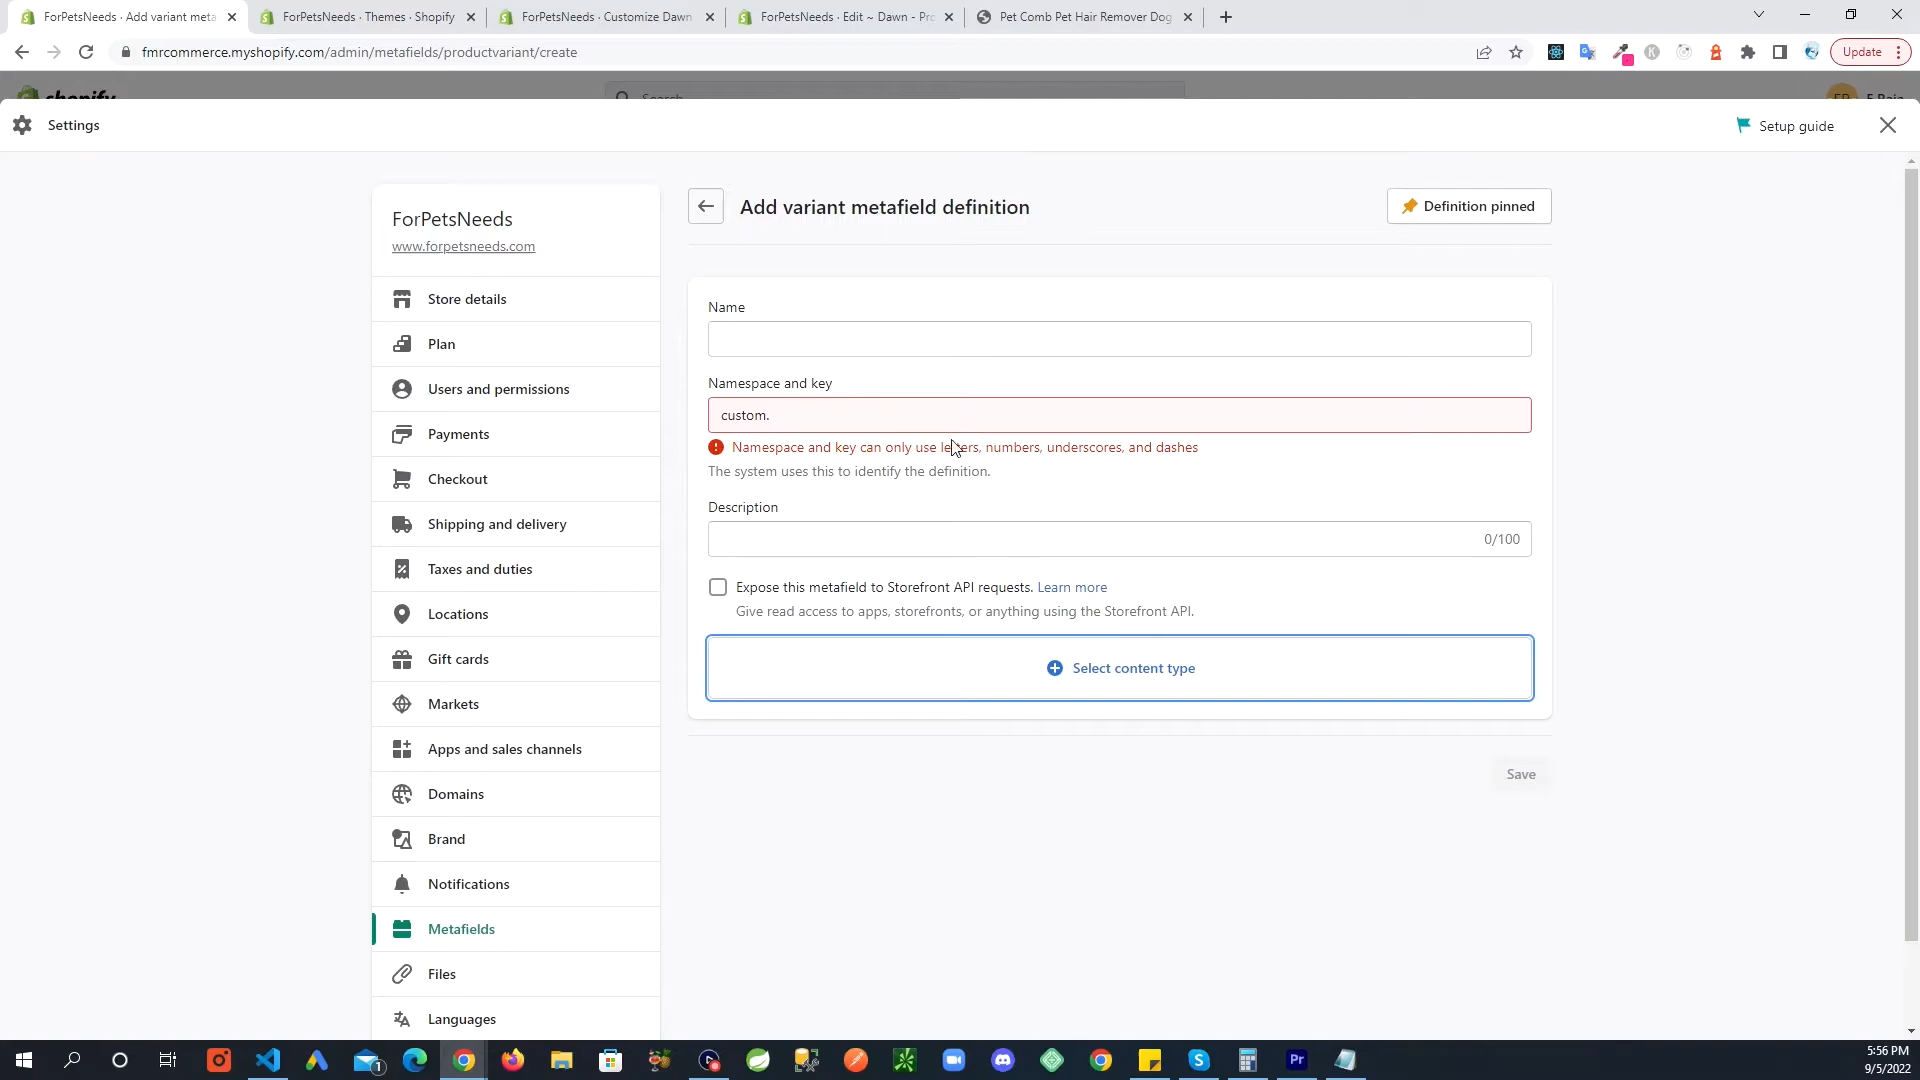 ForPetsNeeds · Add variant meta
ForPetsNeeds · Themes · Shopify
ForPetsNeeds · Customize Dawn
ForPetsNeeds · Edit ~ Dawn - Pro
Pet Comb Pet Hair Remover Dog
fmrcommerce.myshopify.com/admin/metafields/productvariant/create
Update
shopify
Search
Settings
Setup guide
ForPetsNeeds
www.forpetsneeds.com
Store details
Plan
Users and permissions
Payments
Checkout
Shipping and delivery
Taxes and duties
Locations
Gift cards
Markets
Apps and sales channels
Domains
Brand
Notifications
Metafields
Files
Languages
Add variant metafield definition
Definition pinned
Name
Namespace and key
custom.
Namespace and key can only use letters, numbers, underscores, and dashes
The system uses this to identify the definition.
Description
0/100
Expose this metafield to Storefront API requests. Learn more
Give read access to apps, storefronts, or anything using the Storefront API.
Select content type
Save
1
Pr
5:56 PM
9/5/2022